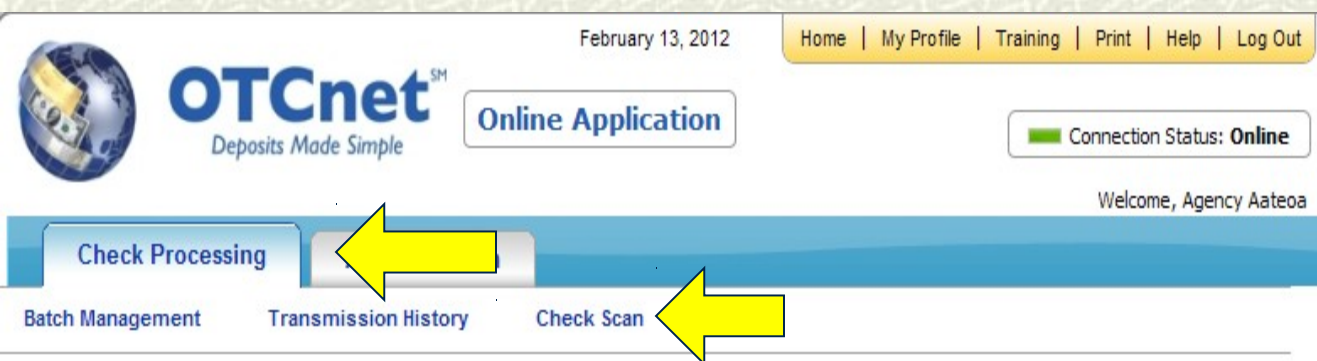 February 13, 2012
Home | My Profile | Training | Print | Help | Log Out
OTCnet SM
Deposits Made Simple
Online Application
Connection Status: Online
Welcome, Agency Aateoa
Check Processing
Batch Management Transmission History Check Scan